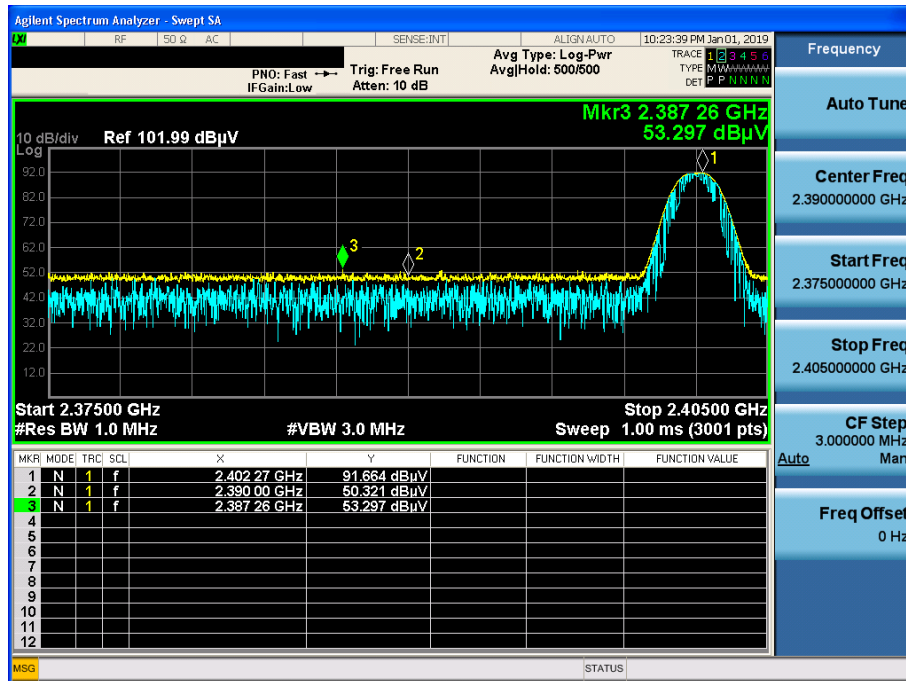 Agilent Spectrum Analyzer - Swept SA
LXI RF 50 Ω AC SENSE:INT ALIGN AUTO 10:23:39 PM Jan 01, 2019
PNO: Fast
IFGain:Low
Trig: Free Run
Atten: 10 dB
Avg Type: Log-Pwr
Avg|Hold: 500/500
TRACE 1 2 3 4 5 6
TYPE MWWWWW
DET P P N N N N
Mkr3 2.387 26 GHz
53.297 dBµV
10 dB/div Ref 101.99 dBµV
Log
92.0
82.0
72.0
62.0
52.0
42.0
32.0
22.0
12.0
1
2
3
Start 2.37500 GHz Stop 2.40500 GHz
#Res BW 1.0 MHz #VBW 3.0 MHz Sweep 1.00 ms (3001 pts)
MKR MODE TRC SCL X Y FUNCTION FUNCTION WIDTH FUNCTION VALUE
1 N 1 f 2.402 27 GHz 91.664 dBµV
2 N 1 f 2.390 00 GHz 50.321 dBµV
3 N 1 f 2.387 26 GHz 53.297 dBµV
4
5
6
7
8
9
10
11
12
MSG STATUS
Frequency
Auto Tune
Center Freq
2.390000000 GHz
Start Freq
2.375000000 GHz
Stop Freq
2.405000000 GHz
CF Step
3.000000 MHz
Auto Man
Freq Offset
0 Hz